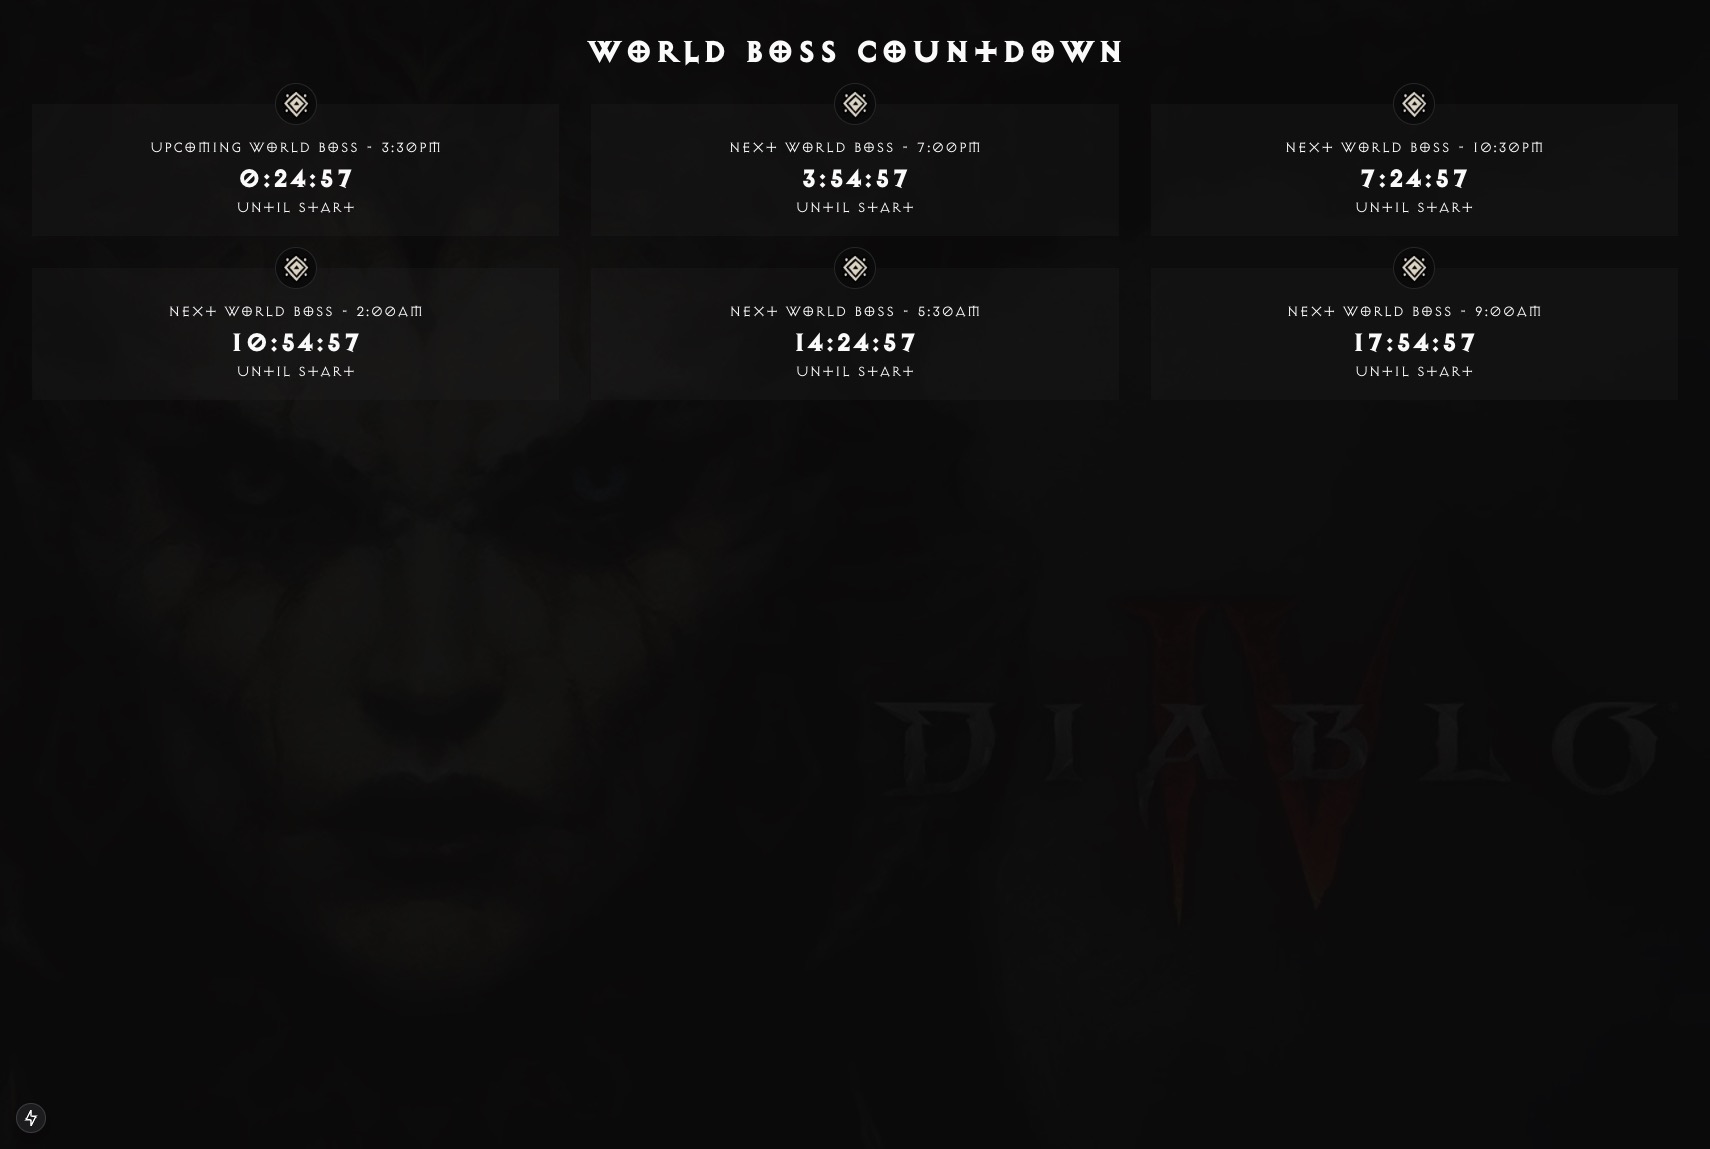 WORLD BOSS COUNTDOWN
UPCOMING WORLD BOSS - 3:30PM
0:24:57
UNTIL START
NEXT WORLD BOSS - 7:00PM
3:54:57
UNTIL START
NEXT WORLD BOSS - 10:30PM
7:24:57
UNTIL START
NEXT WORLD BOSS - 2:00AM
10:54:57
UNTIL START
NEXT WORLD BOSS - 5:30AM
14:24:57
UNTIL START
NEXT WORLD BOSS - 9:00AM
17:54:57
UNTIL START
IV
DIABLO